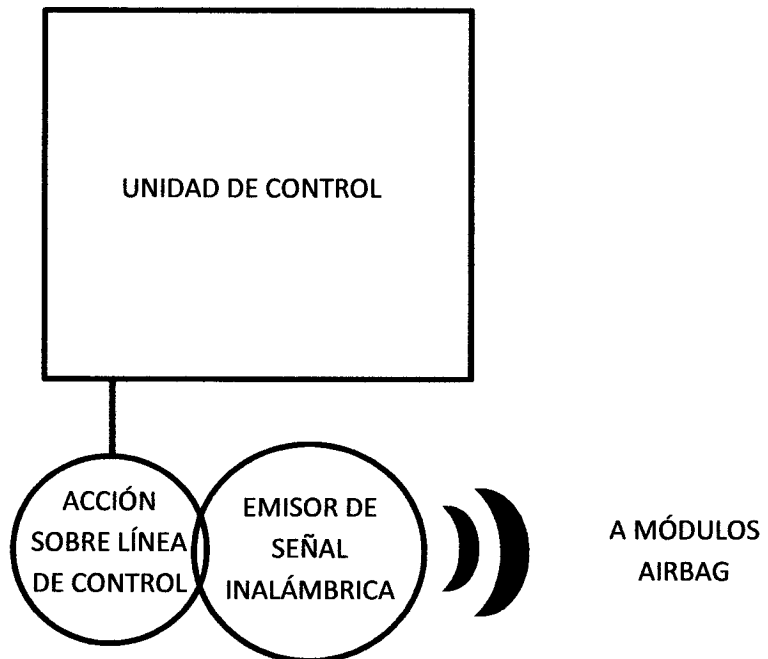 UNIDAD DE CONTROL
ACCIÓN
SOBRE LÍNEA
DE CONTROL
EMISOR DE
SEÑAL
INALÁMBRICA
A MÓDULOS
AIRBAG